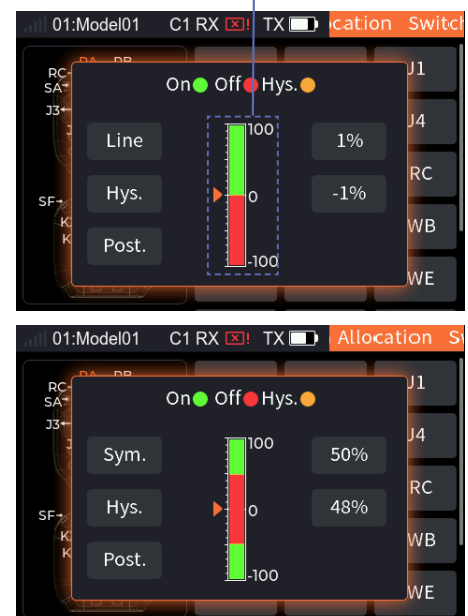 01:Model01 C1 RX ! TX cation Switch
RC
SA
J1
On Off Hys.
J3
Line 100 1%
J4
Hys. 0 -1%
RC
SF
Post. -100
WB
WE
01:Model01 C1 RX ! TX Allocation S
RC
SA
J1
On Off Hys.
J3
Sym. 100 50%
J4
Hys. 0 48%
RC
SF
Post. -100
WB
WE